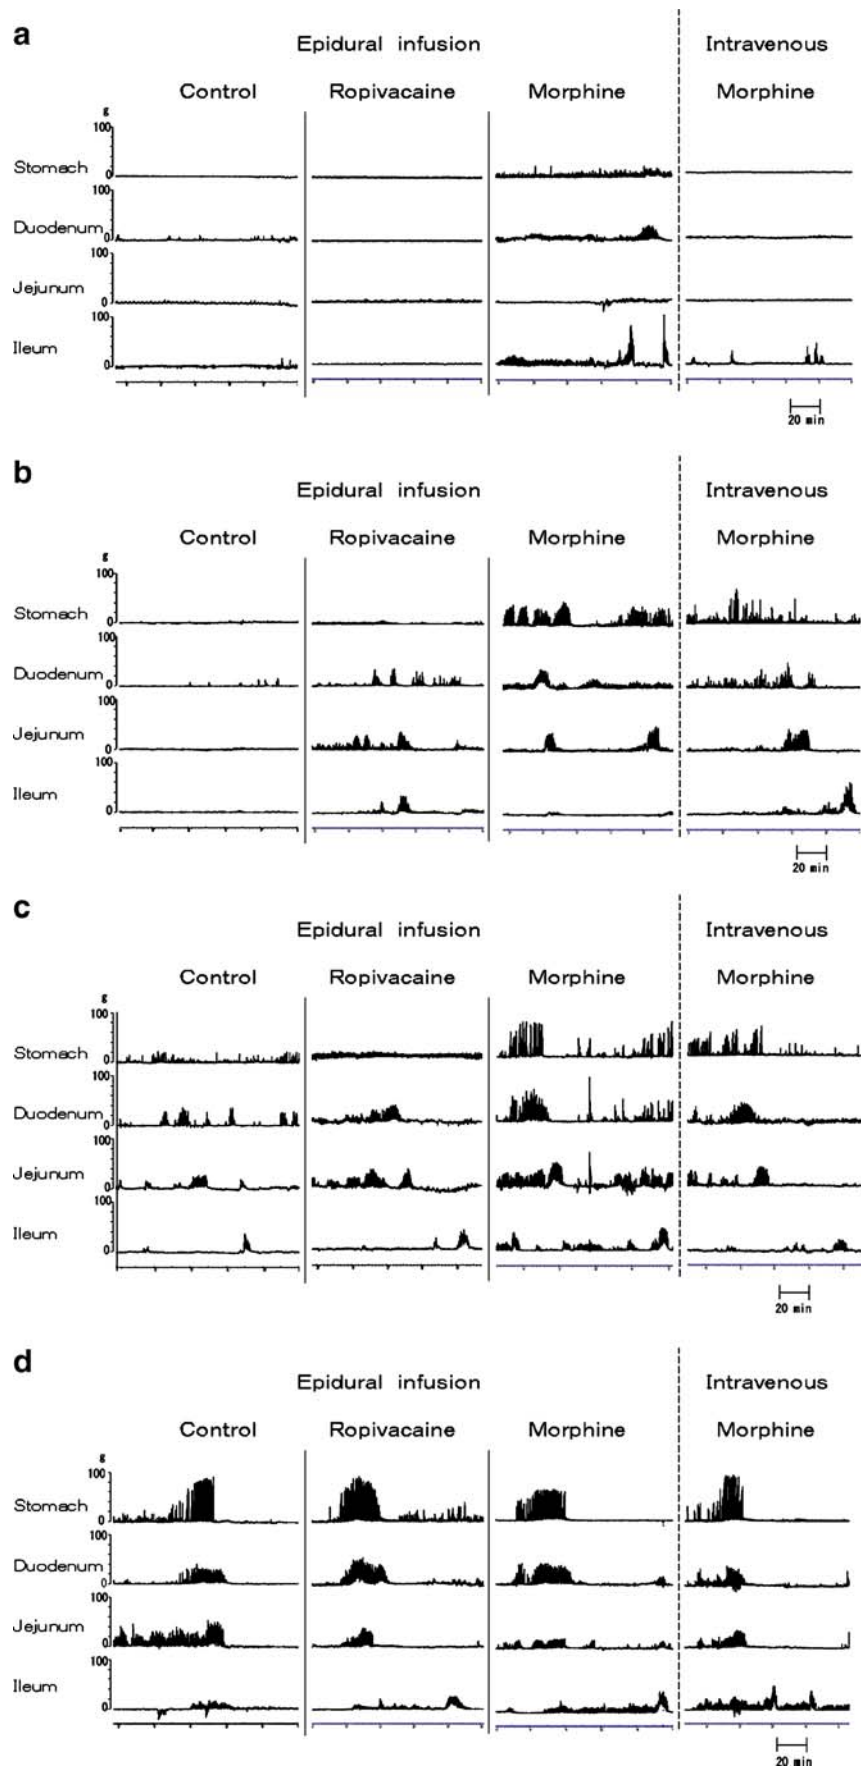 a
Epidural infusion Intravenous
Control Ropivacaine Morphine Morphine
g
100
Stomach 0
100
Duodenum 0
100
Jejunum 0
100
Ileum 0
20 min
b
Epidural infusion Intravenous
Control Ropivacaine Morphine Morphine
g
100
Stomach 0
100
Duodenum 0
100
Jejunum 0
100
Ileum 0
20 min
c
Epidural infusion Intravenous
Control Ropivacaine Morphine Morphine
g
100
Stomach 0
100
Duodenum 0
100
Jejunum 0
100
Ileum 0
20 min
d
Epidural infusion Intravenous
Control Ropivacaine Morphine Morphine
g
100
Stomach 0
100
Duodenum 0
100
Jejunum 0
100
Ileum 0
20 min